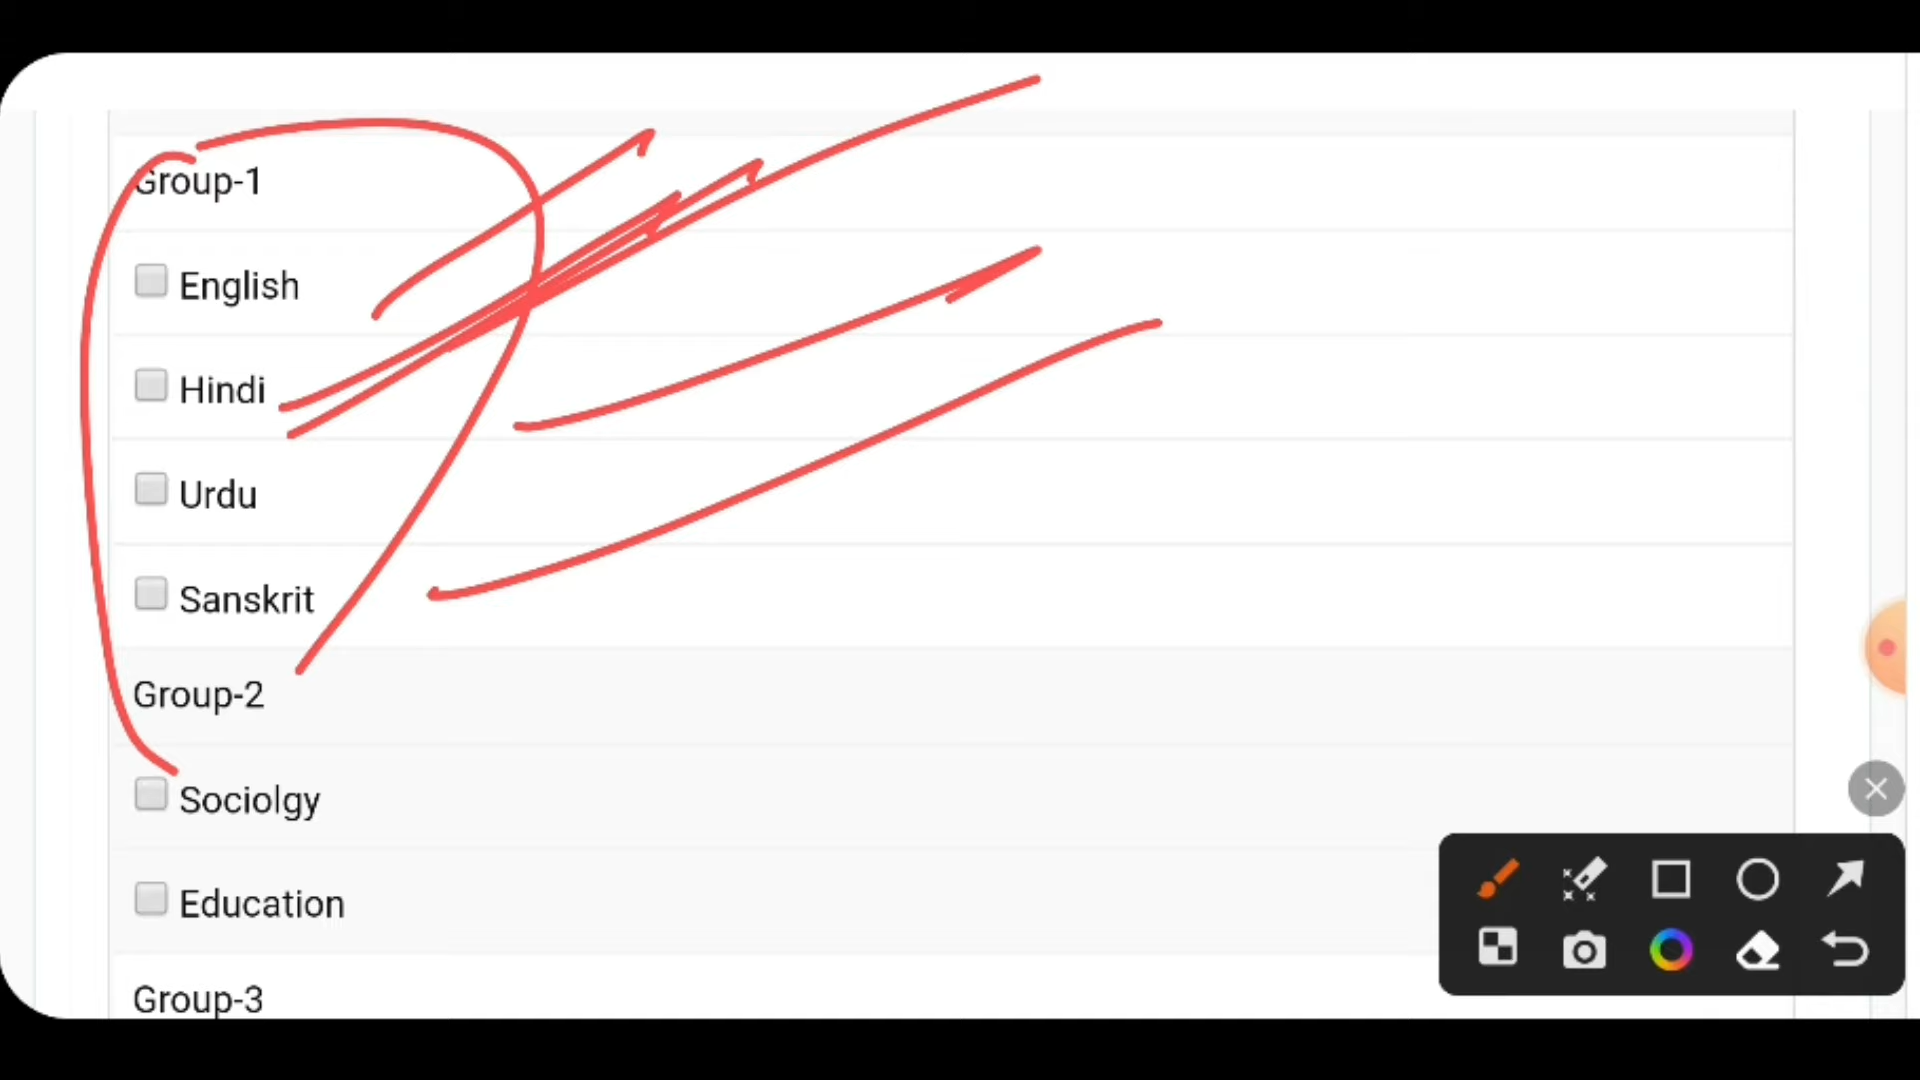 Group-1
English
Hindi
Urdu
Sanskrit
Group-2
Sociolgy
Education
Group-3